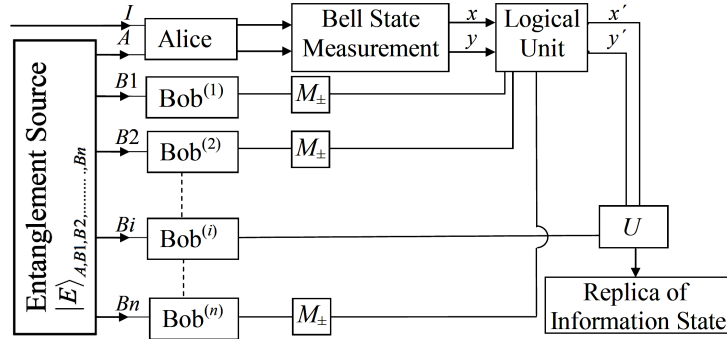 I
A
Alice
Bell State
Measurement
x
y
Logical
Unit
x′
y′
Entanglement Source
|E⟩A,B1,B2,.........,Bn
B1
Bob(1)
M±
B2
Bob(2)
M±
Bi
Bob(i)
U
Bn
Bob(n)
M±
Replica of
Information State